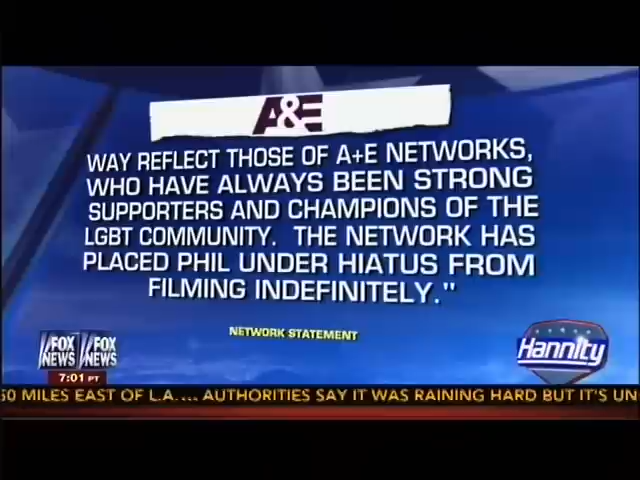 A&E
WAY REFLECT THOSE OF A+E NETWORKS,
WHO HAVE ALWAYS BEEN STRONG
SUPPORTERS AND CHAMPIONS OF THE
LGBT COMMUNITY. THE NETWORK HAS
PLACED PHIL UNDER HIATUS FROM
FILMING INDEFINITELY."
NETWORK STATEMENT
FOX NEWS FOX NEWS
Hannity
7:01 PT
50 MILES EAST OF L.A.... AUTHORITIES SAY IT WAS RAINING HARD BUT IT'S UN